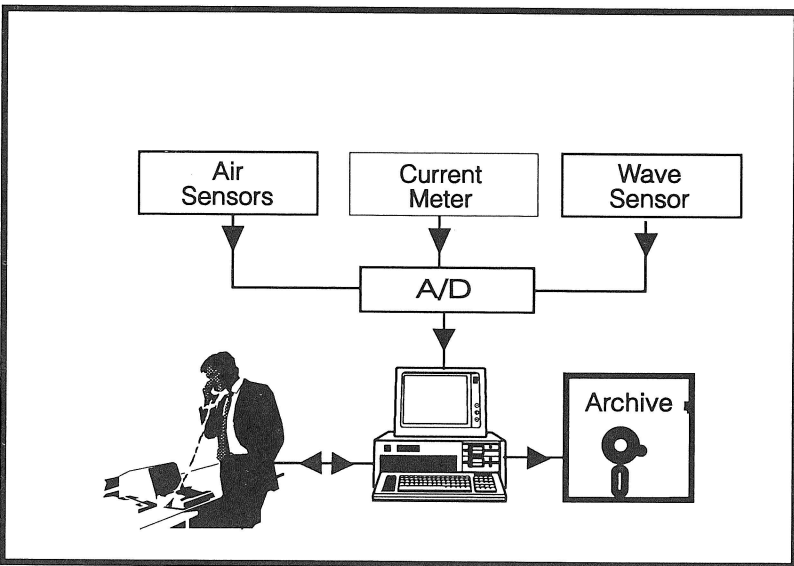 Air
Sensors
Current
Meter
Wave
Sensor
A/D
Archive